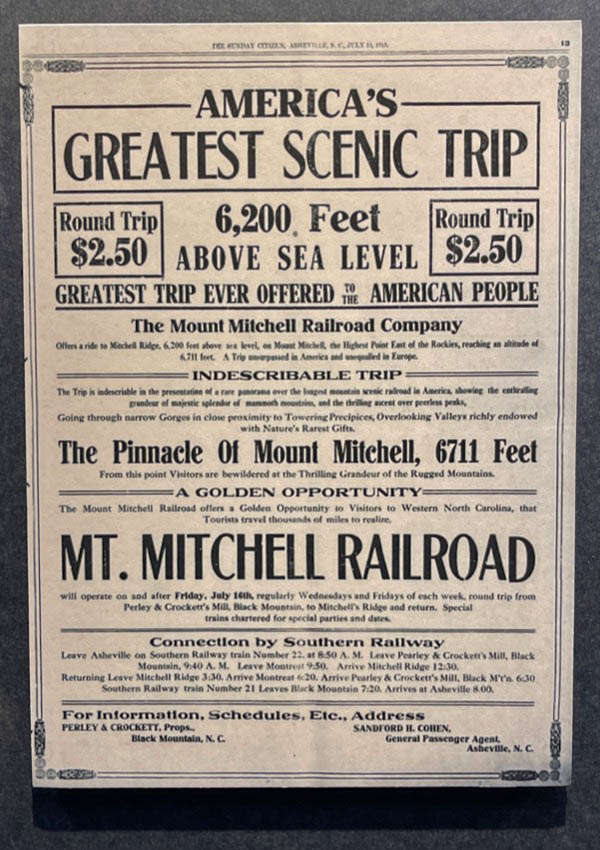 THE SUNDAY CITIZEN, ASHEVILLE, N. C., JULY 11, 1915.
13
AMERICA'S
GREATEST SCENIC TRIP
Round Trip
$2.50
6,200 Feet
ABOVE SEA LEVEL
Round Trip
$2.50
GREATEST TRIP EVER OFFERED TO THE AMERICAN PEOPLE
The Mount Mitchell Railroad Company
Offers a ride to Mitchell Ridge, 6,200 feet above sea level, on Mount Mitchell, the Highest Point East of the Rockies, reaching an altitude of
6,711 feet. A Trip unsurpassed in America and unequalled in Europe.
INDESCRIBABLE TRIP
The Trip is indescribable in the presentation of a rare panorama over the longest mountain scenic railroad in America, showing the enthralling
grandeur of majestic splendor of mammoth mountains, and the thrilling ascent over peerless peaks,
Going through narrow Gorges in close proximity to Towering Precipices, Overlooking Valleys richly endowed
with Nature's Rarest Gifts.
The Pinnacle Of Mount Mitchell, 6711 Feet
From this point Visitors are bewildered at the Thrilling Grandeur of the Rugged Mountains.
A GOLDEN OPPORTUNITY
The Mount Mitchell Railroad offers a Golden Opportunity to Visitors to Western North Carolina, that
Tourists travel thousands of miles to realize.
MT. MITCHELL RAILROAD
will operate on and after Friday, July 16th, regularly Wednesdays and Fridays of each week, round trip from
Perley & Crockett's Mill, Black Mountain, to Mitchell's Ridge and return. Special
trains chartered for special parties and dates.
Connection by Southern Railway
Leave Asheville on Southern Railway train Number 22, at 8:50 A. M. Leave Pearley & Crockett's Mill, Black
Mountain, 9:40 A. M. Leave Montreat 9:50. Arrive Mitchell Ridge 12:30.
Returning Leave Mitchell Ridge 3:30. Arrive Montreat 6:20. Arrive Pearley & Crockett's Mill, Black M't'n. 6:30
Southern Railway train Number 21 Leaves Black Mountain 7:20. Arrives at Asheville 8:00.
For Information, Schedules, Etc., Address
PERLEY & CROCKETT, Props.,
Black Mountain, N. C.
SANDFORD H. COHEN,
General Passenger Agent,
Asheville, N. C.